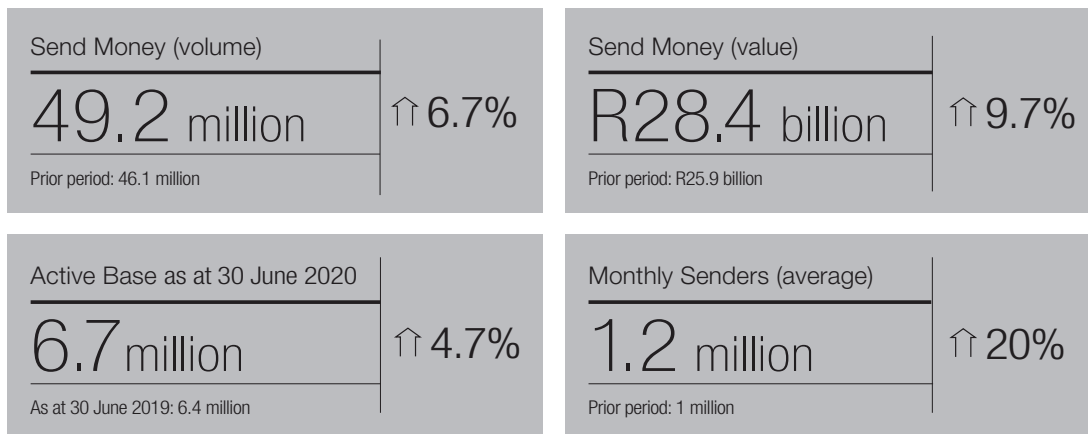 Send Money (volume)
49.2 million
⇑ 6.7%
Prior period: 46.1 million
Send Money (value)
R28.4 billion
⇑ 9.7%
Prior period: R25.9 billion
Active Base as at 30 June 2020
6.7 million
⇑ 4.7%
As at 30 June 2019: 6.4 million
Monthly Senders (average)
1.2 million
⇑ 20%
Prior period: 1 million